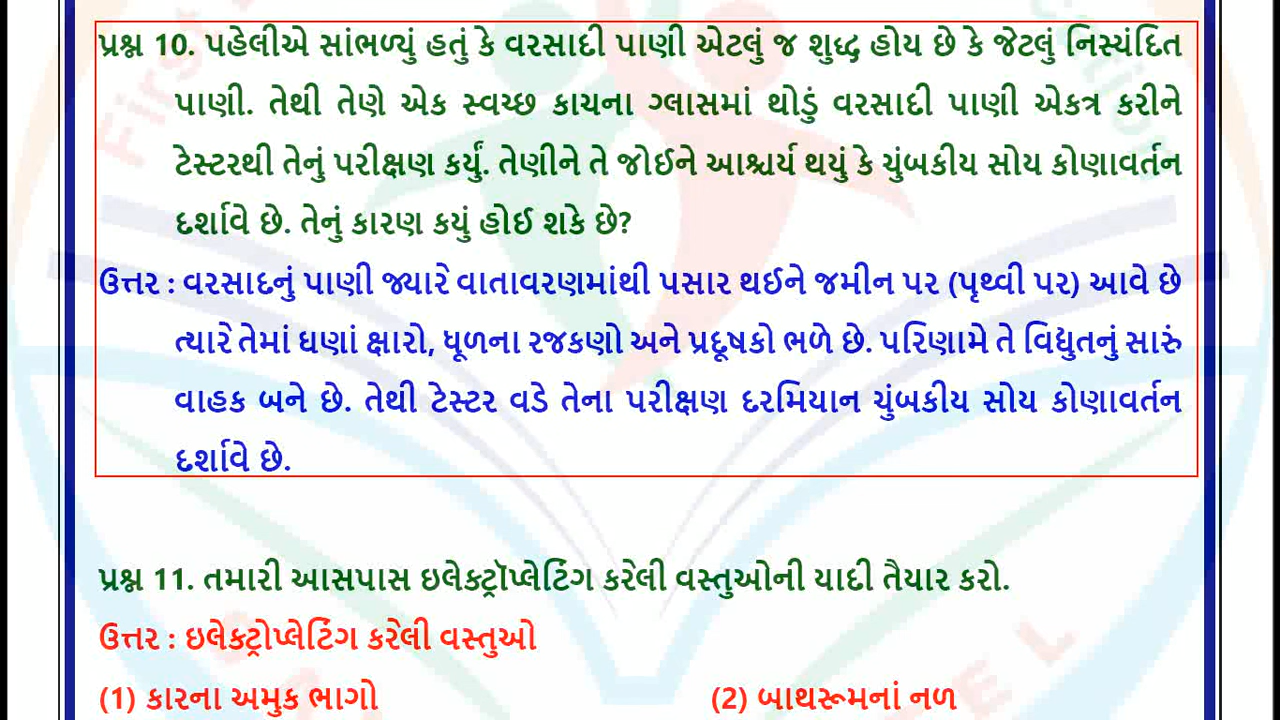 પ્રશ્ન 10. પહેલીએ સાંભળ્યું હતું કે વરસાદી પાણી એટલું જ શુદ્ધ હોય છે કે જેટલું નિસ્યંદિત
પાણી. તેથી તેણે એક સ્વચ્છ કાચના ગ્લાસમાં થોડું વરસાદી પાણી એકત્ર કરીને
ટેસ્ટરથી તેનું પરીક્ષણ કર્યું. તેણીને તે જોઈને આશ્ચર્ય થયું કે ચુંબકીય સોય કોણાવર્તન
દર્શાવે છે. તેનું કારણ કયું હોઈ શકે છે?
ઉત્તર : વરસાદનું પાણી જ્યારે વાતાવરણમાંથી પસાર થઈને જમીન પર (પૃથ્વી પર) આવે છે
ત્યારે તેમાં ઘણાં ક્ષારો, ધૂળના રજકણો અને પ્રદૂષકો ભળે છે. પરિણામે તે વિદ્યુતનું સારું
વાહક બને છે. તેથી ટેસ્ટર વડે તેના પરીક્ષણ દરમિયાન ચુંબકીય સોય કોણાવર્તન
દર્શાવે છે.
પ્રશ્ન 11. તમારી આસપાસ ઇલેક્ટ્રૉપ્લેટિંગ કરેલી વસ્તુઓની યાદી તૈયાર કરો.
ઉત્તર : ઇલેક્ટ્રોપ્લેટિંગ કરેલી વસ્તુઓ
(1) કારના અમુક ભાગો (2) બાથરૂમનાં નળ